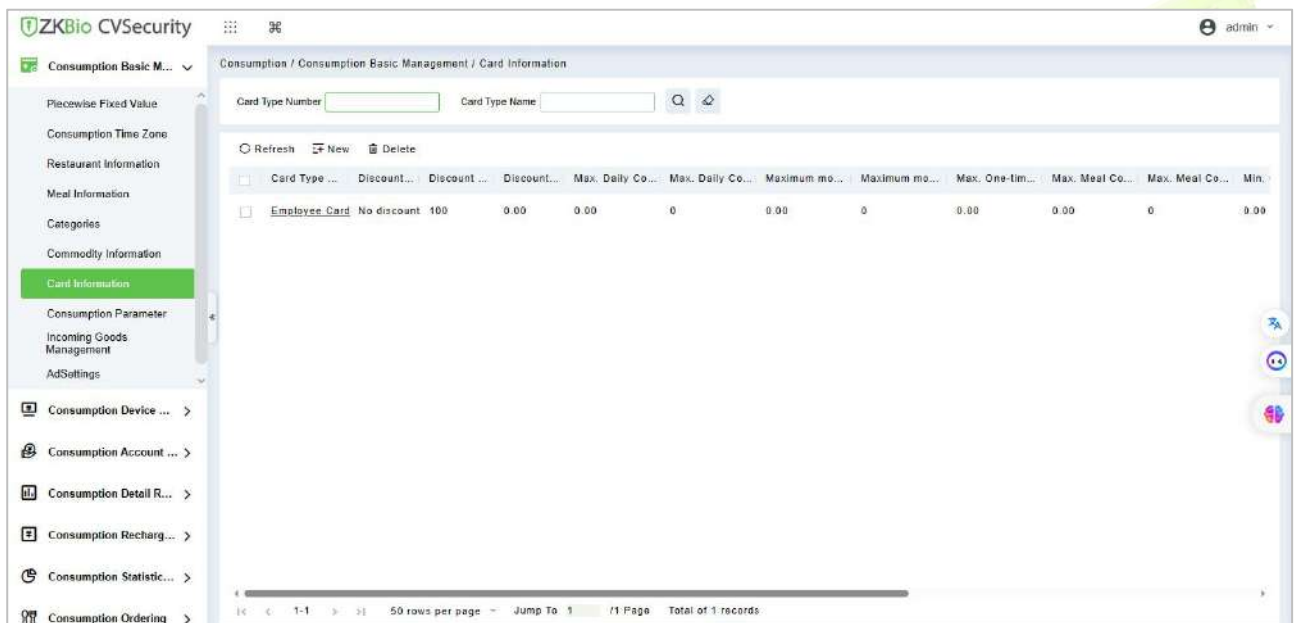 ZKBio CVSecurity
admin
Consumption Basic M...
Consumption / Consumption Basic Management / Card Information
Piecewise Fixed Value
Consumption Time Zone
Restaurant Information
Meal Information
Categories
Commodity Information
Card Information
Consumption Parameter
Incoming Goods
Management
AdSettings
Consumption Device ...
Consumption Account ...
Consumption Detail R...
Consumption Recharg...
Consumption Statistic...
Consumption Ordering
Card Type Number Card Type Name
Refresh New Delete
Card Type ... Discount... Discount ... Discount... Max. Daily Co... Max. Daily Co... Maximum mo... Maximum mo... Max. One-tim... Max. Meal Co... Max. Meal Co... Min.
Employee Card No discount 100 0.00 0.00 0 0.00 0 0.00 0.00 0 0.00
1-1 50 rows per page Jump To 1 /1 Page Total of 1 records